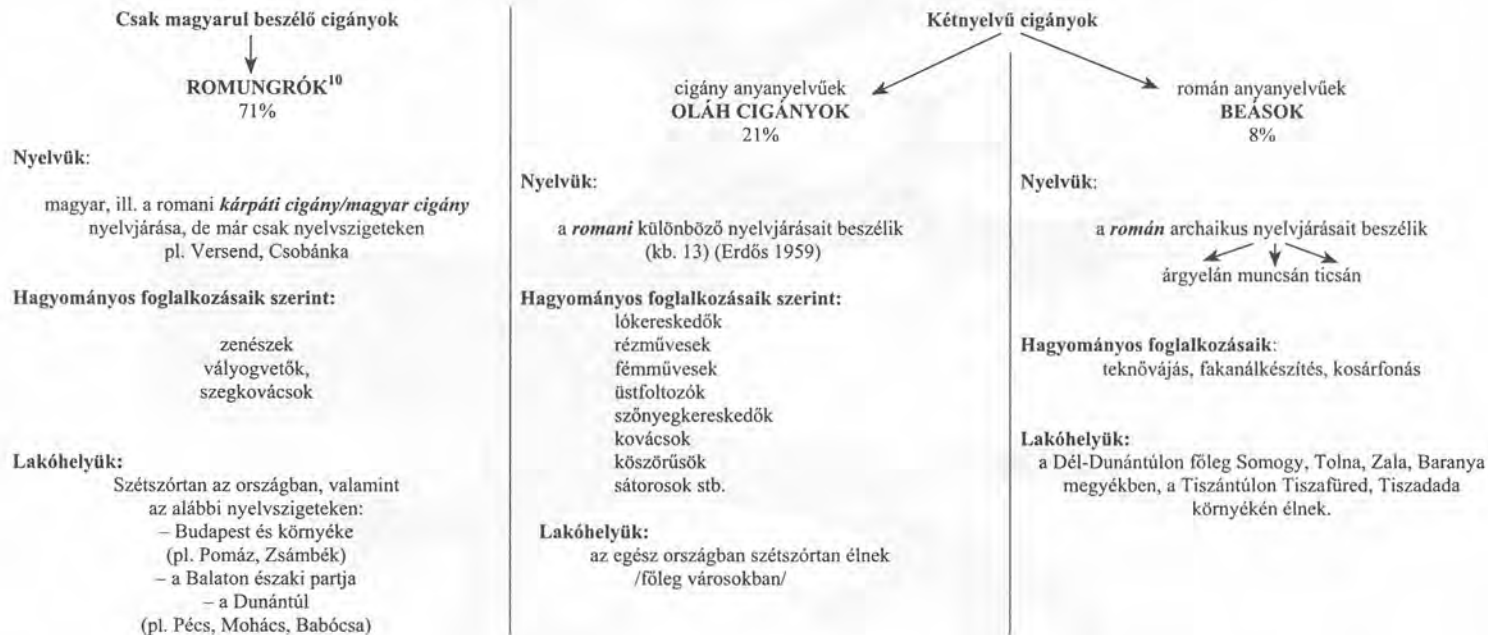 Csak magyarul beszélő cigányok
ROMUNGRÓK¹⁰
71%
Nyelvük:
magyar, ill. a romani kárpáti cigány/magyar cigány
nyelvjárása, de már csak nyelvszigeteken
pl. Versend, Csobánka
Hagyományos foglalkozásaik szerint:
zenészek
vályogvetők,
szegkovácsok
Lakóhelyük:
Szétszórtan az országban, valamint
az alábbi nyelvszigeteken:
– Budapest és környéke
(pl. Pomáz, Zsámbék)
– a Balaton északi partja
– a Dunántúl
(pl. Pécs, Mohács, Babócsa)
Kétnyelvű cigányok
cigány anyanyelvűek
OLÁH CIGÁNYOK
21%
Nyelvük:
a romani különböző nyelvjárásait beszélik
(kb. 13) (Erdős 1959)
Hagyományos foglalkozásaik szerint:
lókereskedők
rézművesek
fémművesek
üstfoltozók
szőnyegkereskedők
kovácsok
köszörűsök
sátorosok stb.
Lakóhelyük:
az egész országban szétszórtan élnek
/főleg városokban/
román anyanyelvűek
BEÁSOK
8%
Nyelvük:
a román archaikus nyelvjárásait beszélik
árgyelán muncsán ticsán
Hagyományos foglalkozásaik:
teknővájás, fakanálkészítés, kosárfonás
Lakóhelyük:
a Dél-Dunántúlon főleg Somogy, Tolna, Zala, Baranya
megyékben, a Tiszántúlon Tiszafüred, Tiszadada
környékén élnek.